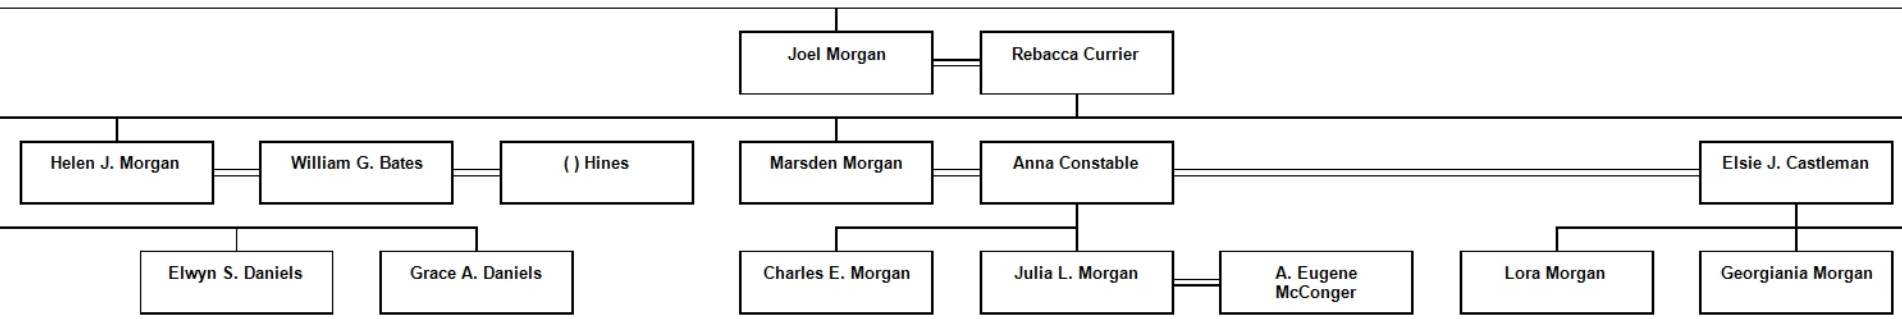 Joel Morgan
Rebacca Currier
Helen J. Morgan
William G. Bates
( ) Hines
Marsden Morgan
Anna Constable
Elsie J. Castleman
Elwyn S. Daniels
Grace A. Daniels
Charles E. Morgan
Julia L. Morgan
A. Eugene
McConger
Lora Morgan
Georgiania Morgan